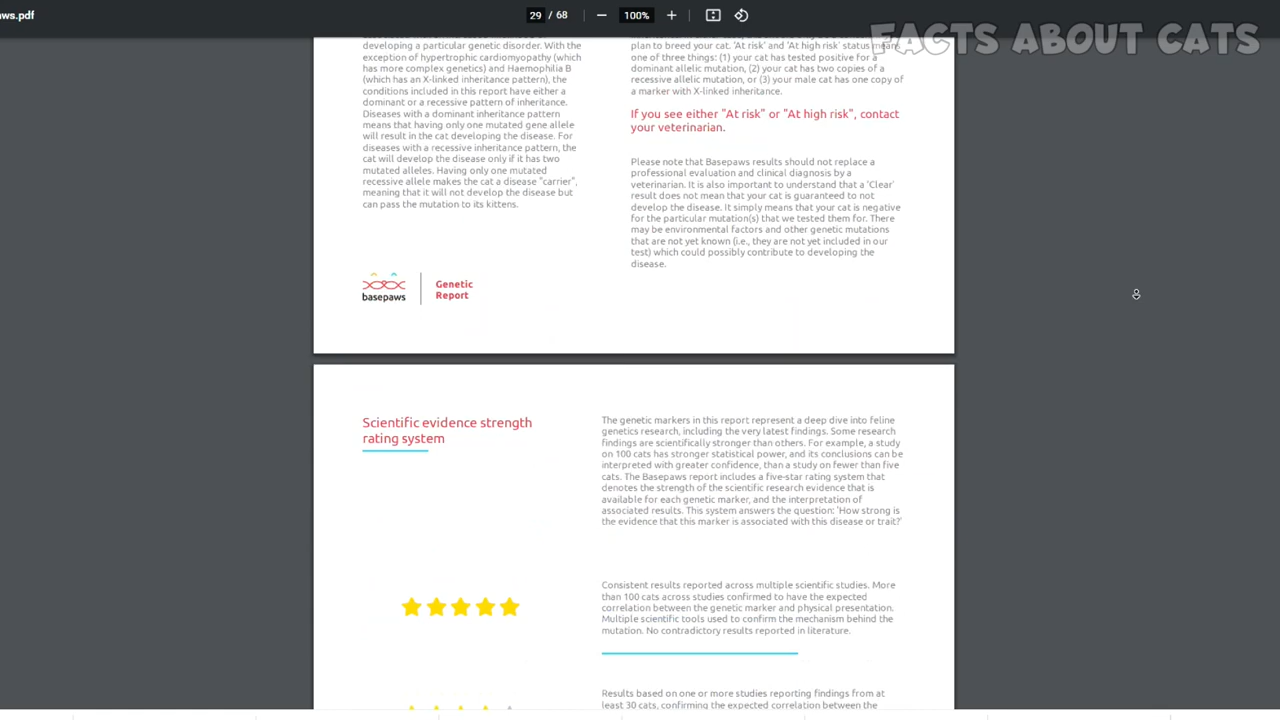 aws.pdf
29 / 68
100%
FACTS ABOUT CATS
developing a particular genetic disorder. With the
exception of hypertrophic cardiomyopathy (which
has more complex genetics) and Haemophilia B
(which has an X-linked inheritance pattern), the
conditions included in this report have either a
dominant or a recessive pattern of inheritance.
Diseases with a dominant inheritance pattern
means that having only one mutated gene allele
will result in the cat developing the disease. For
diseases with a recessive inheritance pattern, the
cat will develop the disease only if it has two
mutated alleles. Having only one mutated
recessive allele makes the cat a disease "carrier",
meaning that it will not develop the disease but
can pass the mutation to its kittens.
plan to breed your cat. 'At risk' and 'At high risk' status mean
one of three things: (1) your cat has tested positive for a
dominant allelic mutation, (2) your cat has two copies of a
recessive allelic mutation, or (3) your male cat has one copy of
a marker with X-linked inheritance.
If you see either "At risk" or "At high risk", contact
your veterinarian.
Please note that Basepaws results should not replace a
professional evaluation and clinical diagnosis by a
veterinarian. It is also important to understand that a 'Clear'
result does not mean that your cat is guaranteed to not
develop the disease. It simply means that your cat is negative
for the particular mutation(s) that we tested them for. There
may be environmental factors and other genetic mutations
that are not yet known (i.e., they are not yet included in our
test) which could possibly contribute to developing the
disease.
basepaws
Genetic
Report
Scientific evidence strength
rating system
The genetic markers in this report represent a deep dive into feline
genetics research, including the very latest findings. Some research
findings are scientifically stronger than others. For example, a study
on 100 cats has stronger statistical power, and its conclusions can be
interpreted with greater confidence, than a study on fewer than five
cats. The Basepaws report includes a five-star rating system that
denotes the strength of the scientific research evidence that is
available for each genetic marker, and the interpretation of
associated results. This system answers the question: 'How strong is
the evidence that this marker is associated with this disease or trait?'
Consistent results reported across multiple scientific studies. More
than 100 cats across studies confirmed to have the expected
correlation between the genetic marker and physical presentation.
Multiple scientific tools used to confirm the mechanism behind the
mutation. No contradictory results reported in literature.
Results based on one or more studies reporting findings from at
least 30 cats, confirming the expected correlation between the